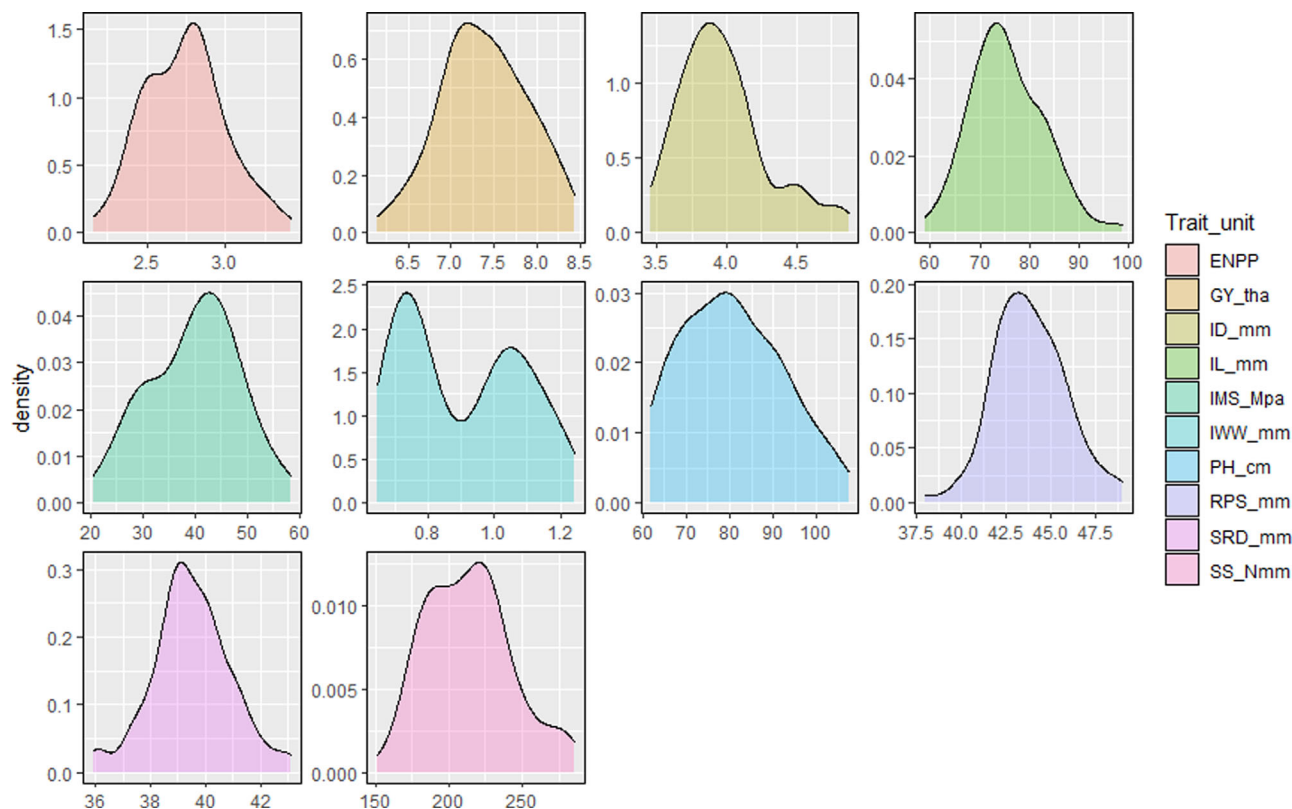 1.5
1.0
0.5
0.0
2.5 3.0
0.6
0.4
0.2
0.0
6.5 7.0 7.5 8.0 8.5
1.0
0.5
0.0
3.5 4.0 4.5
0.04
0.02
0.00
60 70 80 90 100
0.04
0.03
0.02
0.01
0.00
20 30 40 50 60
2.5
2.0
1.5
1.0
0.5
0.0
0.8 1.0 1.2
0.03
0.02
0.01
0.00
60 70 80 90 100
0.20
0.15
0.10
0.05
0.00
37.5 40.0 42.5 45.0 47.5
0.3
0.2
0.1
0.0
36 38 40 42
0.010
0.005
0.000
150 200 250
density
Trait_unit
ENPP
GY_tha
ID_mm
IL_mm
IMS_Mpa
IWW_mm
PH_cm
RPS_mm
SRD_mm
SS_Nmm